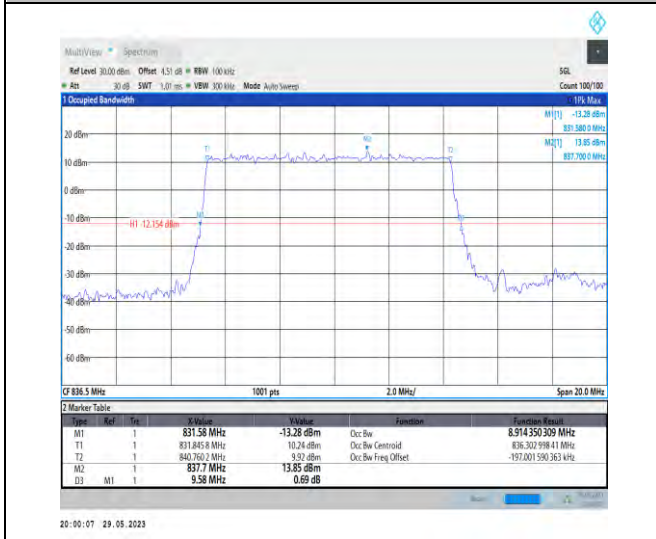 MultiView Spectrum
Ref Level 30.00 dBm Offset 4.51 dB RBW 100 kHz SGL
Att 30 dB SWT 1.01 ms VBW 300 kHz Mode Auto Sweep Count 100/100
1 Occupied Bandwidth 1Pk Max
M1[1] -13.28 dBm
831.580 0 MHz
M2[1] 13.85 dBm
837.700 0 MHz
20 dBm
M2
T1 T2
10 dBm
0 dBm
-10 dBm
M1
H1 -12.154 dBm
-20 dBm
-30 dBm
-40 dBm
-50 dBm
-60 dBm
CF 836.5 MHz 1001 pts 2.0 MHz/ Span 20.0 MHz
2 Marker Table
Type Ref Trc X-Value Y-Value Function Function Result
M1 1 831.58 MHz -13.28 dBm Occ Bw 8.914 350 309 MHz
T1 1 831.845 8 MHz 10.24 dBm Occ Bw Centroid 836.302 998 41 MHz
T2 1 840.760 2 MHz 9.92 dBm Occ Bw Freq Offset -197.001 590 363 kHz
M2 1 837.7 MHz 13.85 dBm
D3 M1 1 9.58 MHz 0.69 dB
20:00:07 29.05.2023